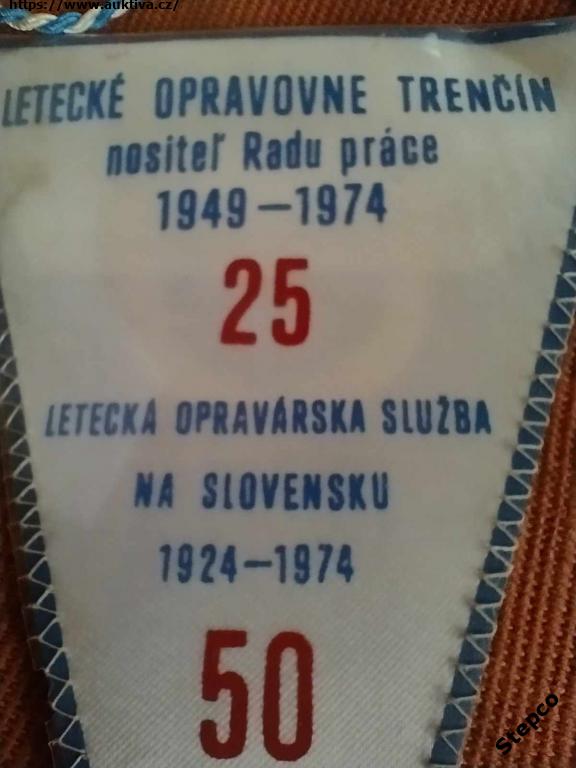 https://www.auktiva.cz/
LETECKÉ OPRAVOVNE TRENČÍN
nositeľ Radu práce
1949-1974
25
LETECKÁ OPRAVÁRSKA SLUŽBA
NA SLOVENSKU
1924-1974
50
Stepco